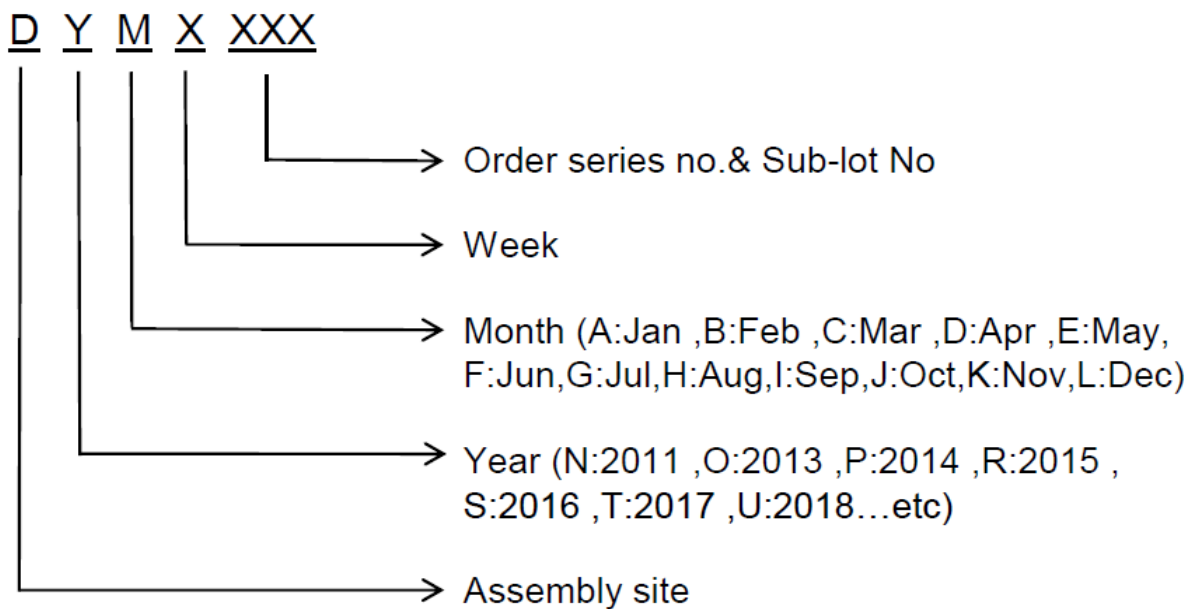 D Y M X XXX
Order series no.& Sub-lot No
Week
Month (A:Jan ,B:Feb ,C:Mar ,D:Apr ,E:May,
F:Jun,G:Jul,H:Aug,I:Sep,J:Oct,K:Nov,L:Dec)
Year (N:2011 ,O:2013 ,P:2014 ,R:2015 ,
S:2016 ,T:2017 ,U:2018...etc)
Assembly site